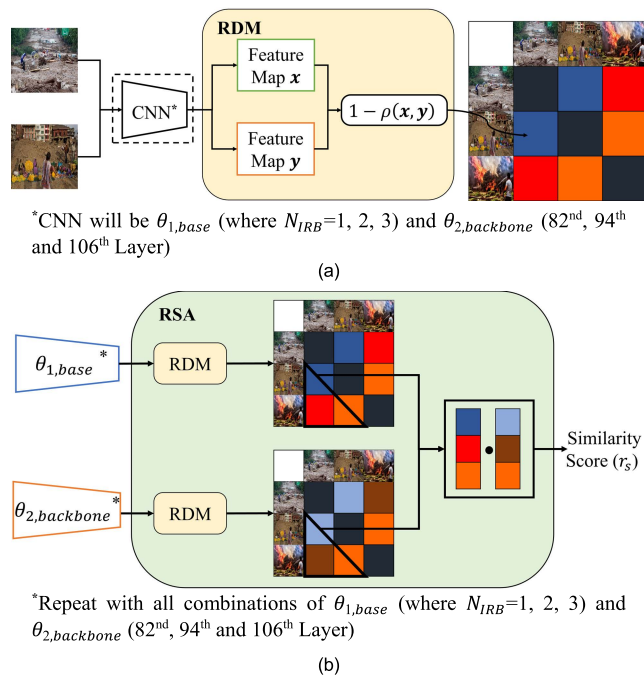 RDM
Feature
Map x
CNN*
1 − ρ(x, y)
Feature
Map y
*CNN will be θ1,base (where NIRB=1, 2, 3) and θ2,backbone (82nd, 94th
and 106th Layer)
(a)
RSA
θ1,base*
RDM
Similarity
Score (rs)
θ2,backbone*
RDM
*Repeat with all combinations of θ1,base (where NIRB=1, 2, 3) and
θ2,backbone (82nd, 94th and 106th Layer)
(b)